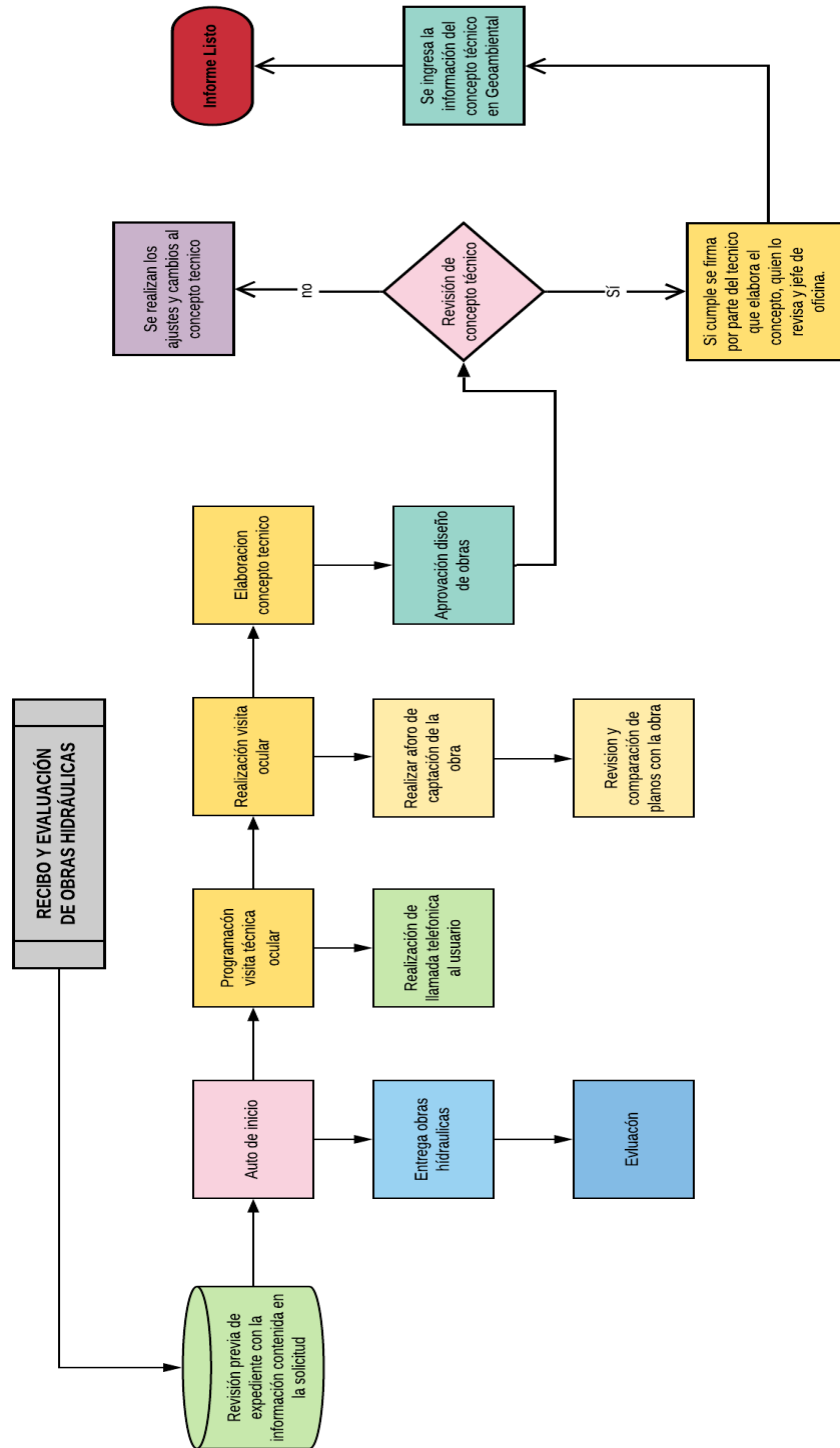 RECIBO Y EVALUACIÓN
DE OBRAS HIDRÁULICAS
Revisión previa de
expediente con la
información contenida en
la solicitud
Auto de inicio
Entrega obras
hídraulicas
Evluacón
Programacón
visita técnica
ocular
Realización de
llamada telefonica
al usuario
Realización visita
ocular
Realizar aforo de
captación de la
obra
Revision y
comparación de
planos con la obra
Elaboracion
concepto tecnico
Aprovación diseño
de obras
Revisión de
concepto técnico
no
Se realizan los
ajustes y cambios al
concepto tecnico
Sí
Si cumple se firma
por parte del tecnico
que elabora el
concepto, quien lo
revisa y jefe de
oficina.
Se ingresa la
información del
concepto técnico
en Geoambiental
Informe Listo